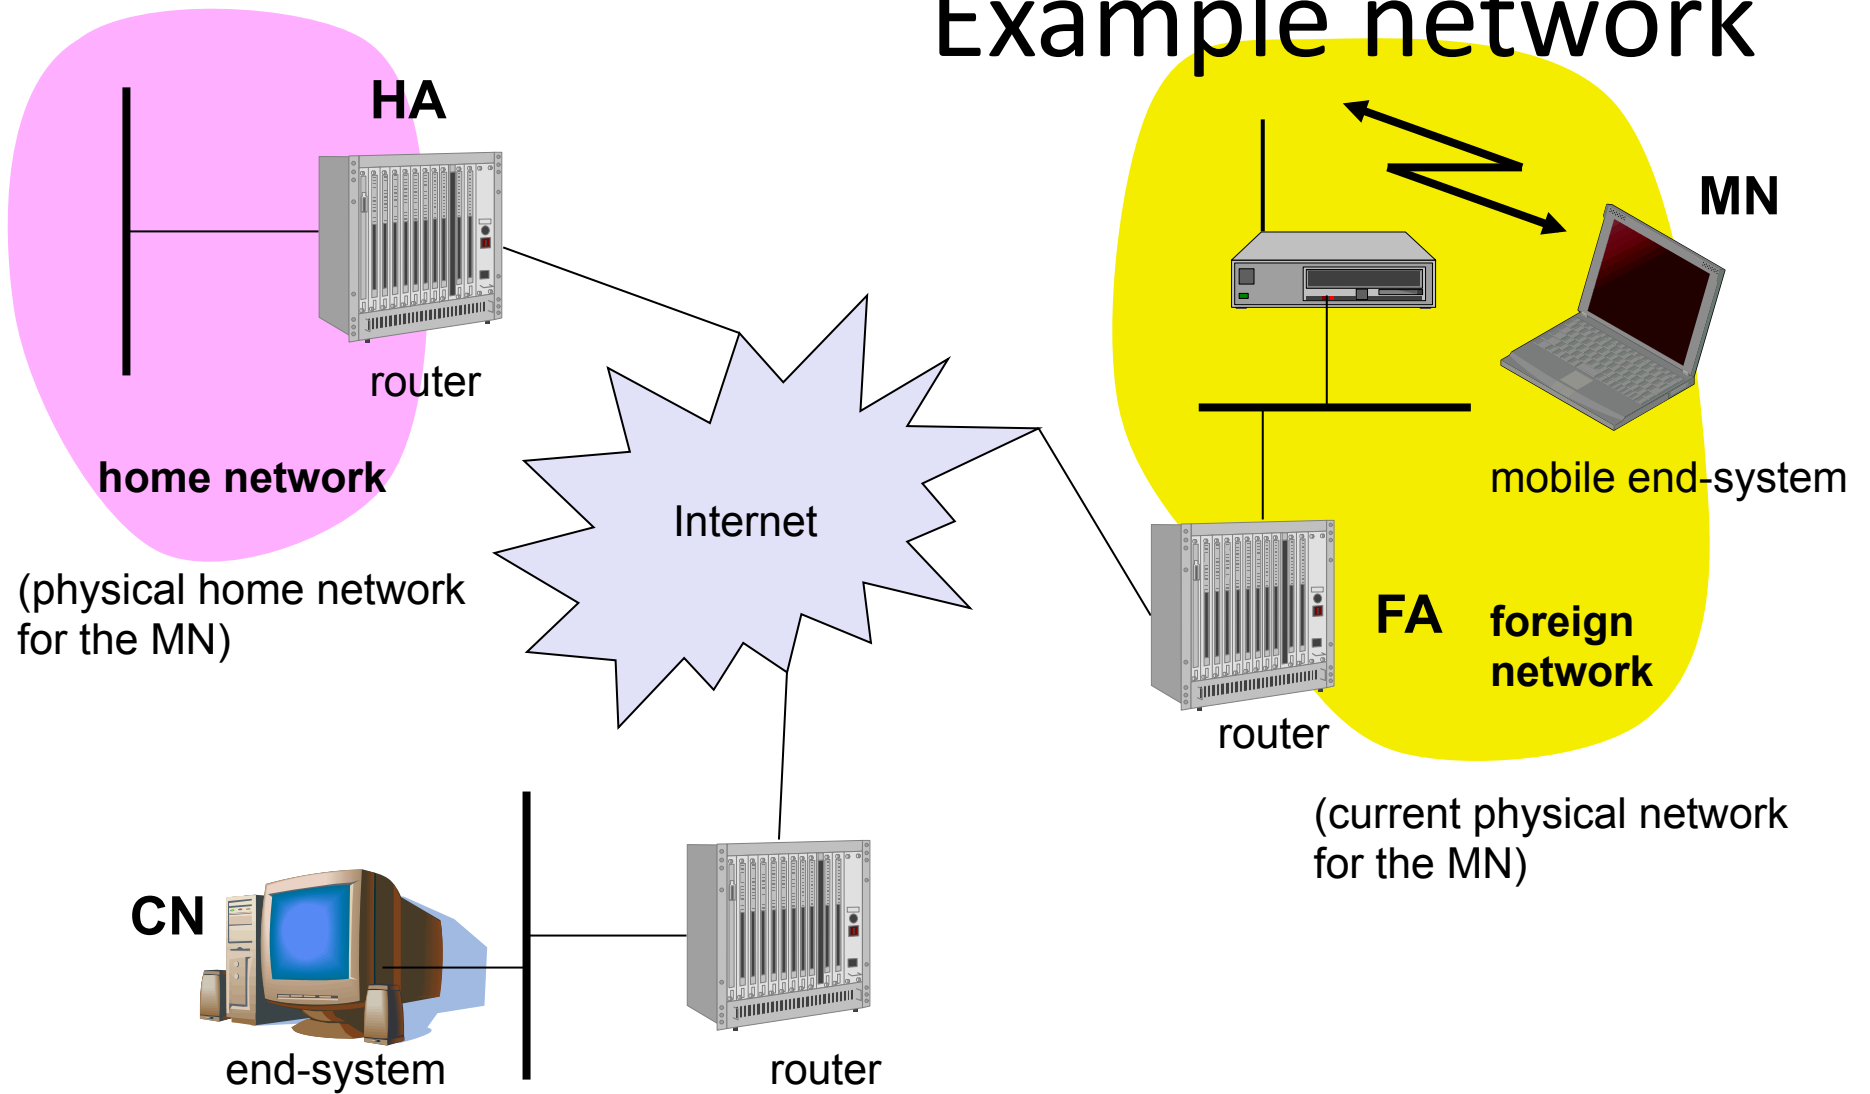 Example network
HA
router
home network
(physical home network
for the MN)
Internet
MN
mobile end-system
FA
foreign
network
router
(current physical network
for the MN)
CN
end-system
router